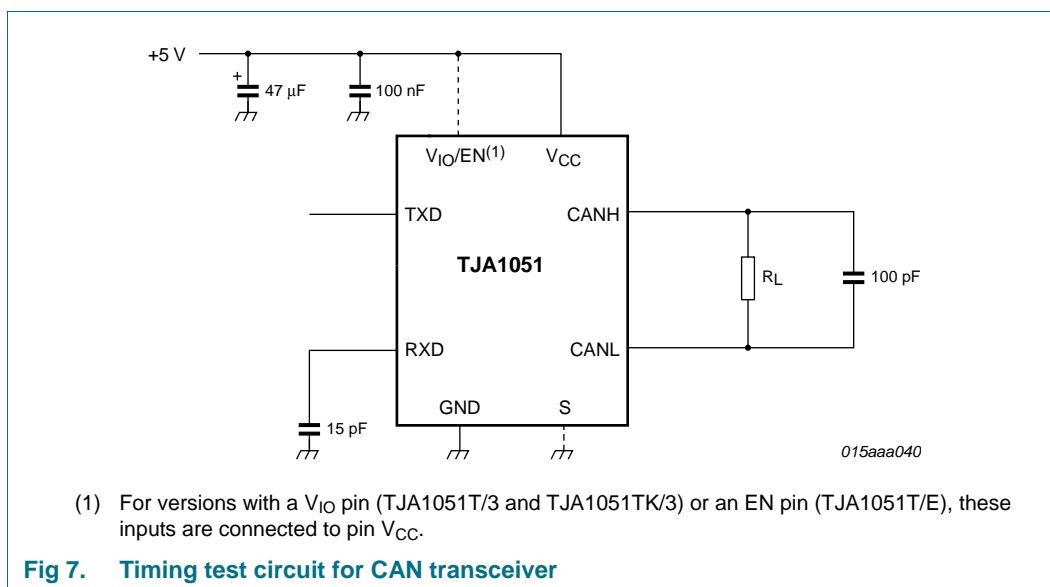 +5 V
+
47 μF
100 nF
VIO/EN(1)
VCC
TXD
CANH
TJA1051
RL
100 pF
RXD
CANL
GND
S
15 pF
015aaa040
(1) For versions with a VIO pin (TJA1051T/3 and TJA1051TK/3) or an EN pin (TJA1051T/E), these
inputs are connected to pin VCC.
Fig 7. Timing test circuit for CAN transceiver